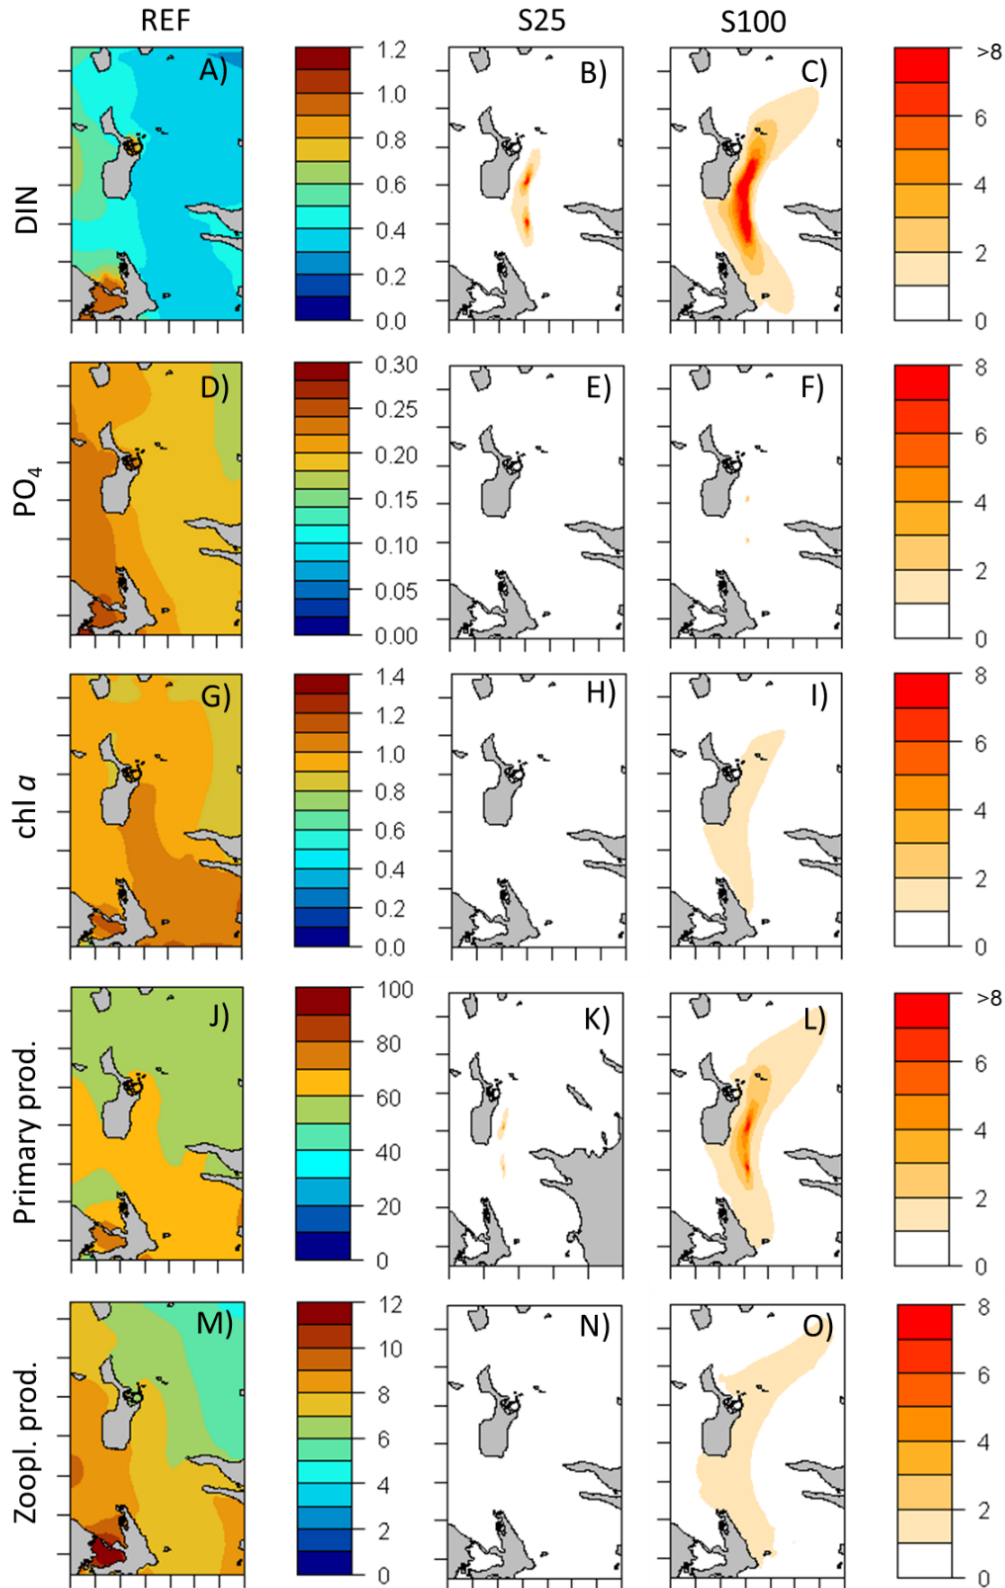 REF S25 S100
DIN
A) B) C)
1.2 1.0 0.8 0.6 0.4 0.2 0.0
>8 6 4 2 0
PO4
D) E) F)
0.30 0.25 0.20 0.15 0.10 0.05 0.00
8 6 4 2 0
chl a
G) H) I)
1.4 1.2 1.0 0.8 0.6 0.4 0.2 0.0
8 6 4 2 0
Primary prod.
J) K) L)
100 80 60 40 20 0
>8 6 4 2 0
Zoopl. prod.
M) N) O)
12 10 8 6 4 2 0
8 6 4 2 0